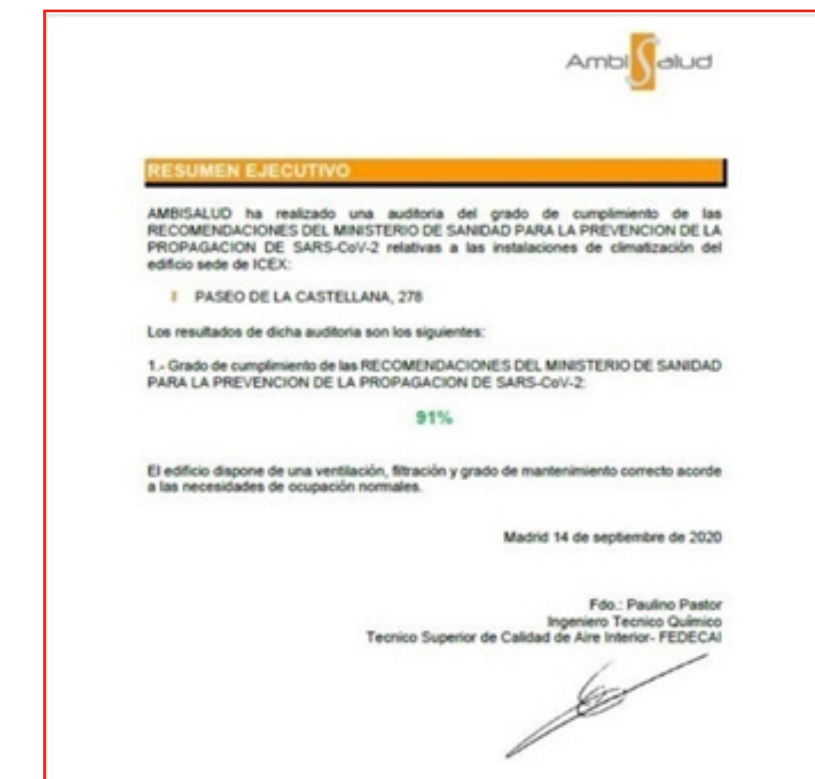 AmbiSalud
RESUMEN EJECUTIVO
AMBISALUD ha realizado una auditoria del grado de cumplimiento de las
RECOMENDACIONES DEL MINISTERIO DE SANIDAD PARA LA PREVENCION DE LA
PROPAGACION DE SARS-CoV-2 relativas a las instalaciones de climatización del
edificio sede de ICEX:
PASEO DE LA CASTELLANA, 278
Los resultados de dicha auditoria son los siguientes:
1.- Grado de cumplimiento de las RECOMENDACIONES DEL MINISTERIO DE SANIDAD
PARA LA PREVENCION DE LA PROPAGACION DE SARS-CoV-2:
91%
El edificio dispone de una ventilación, filtración y grado de mantenimiento correcto acorde
a las necesidades de ocupación normales.
Madrid 14 de septiembre de 2020
Fdo.: Paulino Pastor
Ingeniero Tecnico Químico
Tecnico Superior de Calidad de Aire Interior- FEDECAI